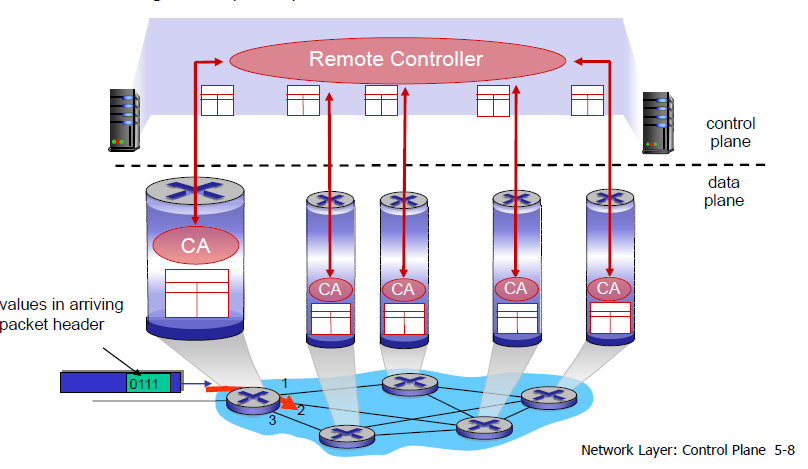 Remote Controller
control
plane
data
plane
CA
CA
CA
CA
CA
values in arriving
packet header
0111
1
2
3
Network Layer: Control Plane 5-8